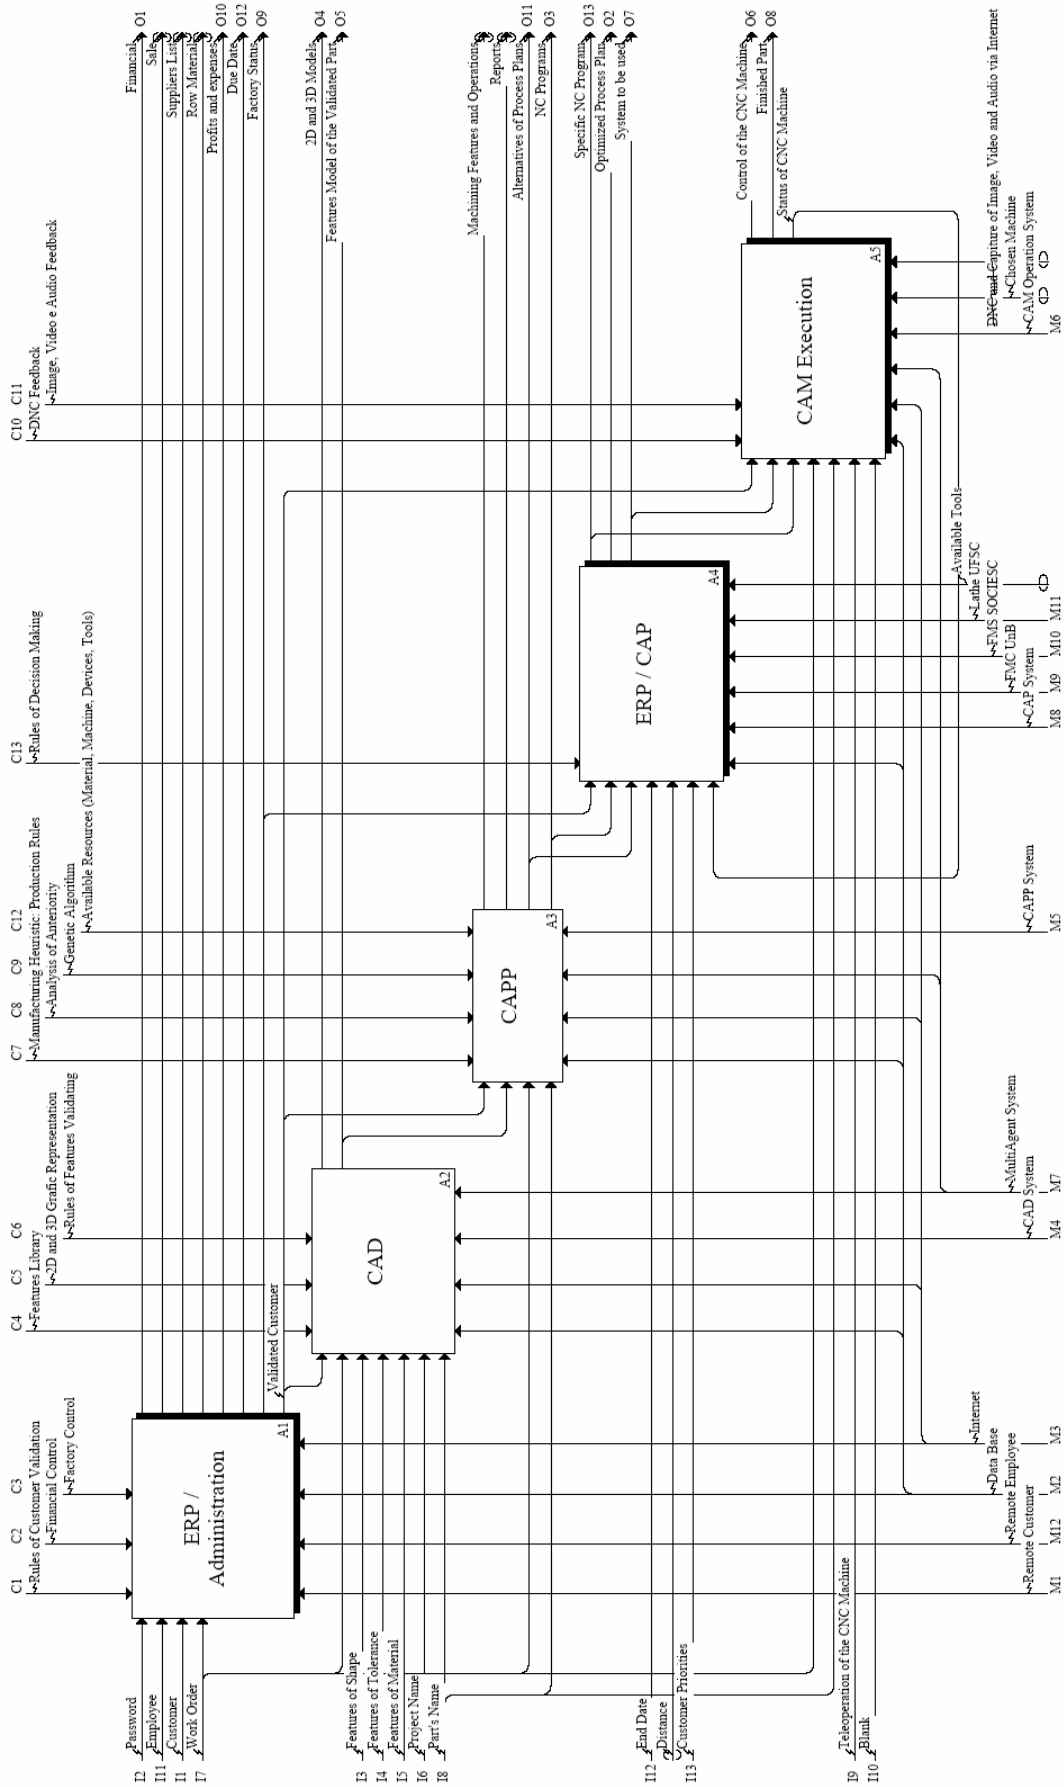 C1
Rules of Customer Validation
C2
Financial Control
C3
Factory Control
C4
Features Library
C5
2D and 3D Grafic Representation
C6
Rules of Features Validating
C7
Manufacturing Heuristic: Production Rules
C8
Analysis of Anteriority
C9
Genetic Algorithm
C12
Available Resources (Material, Machine, Devices, Tools)
C13
Rules of Decision Making
C10
DNC Feedback
C11
Image, Video e Audio Feedback
I2
Password
I11
Employee
I1
Customer
I7
Work Order
I3
Features of Shape
I4
Features of Tolerance
I5
Features of Material
I6
Project Name
I8
Part's Name
I12
End Date
Distance
I13
Customer Priorities
I9
Teleoperation of the CNC Machine
I10
Blank
ERP /
Administration
A1
Validated Customer
CAD
A2
CAPP
A3
ERP / CAP
A4
CAM Execution
A5
Financial
O1
Sale
Suppliers List
Row Material
Profits and expenses
O10
Due Date
O12
Factory Status
O9
2D and 3D Models
O4
Features Model of the Validated Part
O5
Machining Features and Operations
Reports
Alternatives of Process Plans
O11
NC Programs
O3
Specific NC Program
O13
Optimized Process Plan
O2
System to be used
O7
Control of the CNC Machine
O6
Finished Part
O8
Status of CNC Machine
Available Tools
Lathe UFSC
FMS SOCIESC
FMC UnB
CAP System
DNC and Capiture of Image, Video and Audio via Internet
Chosen Machine
CAM Operation System
CAPP System
MultiAgent System
CAD System
Internet
Data Base
Remote Employee
Remote Customer
M1
M12
M2
M3
M4
M7
M5
M8
M9
M10
M11
M6